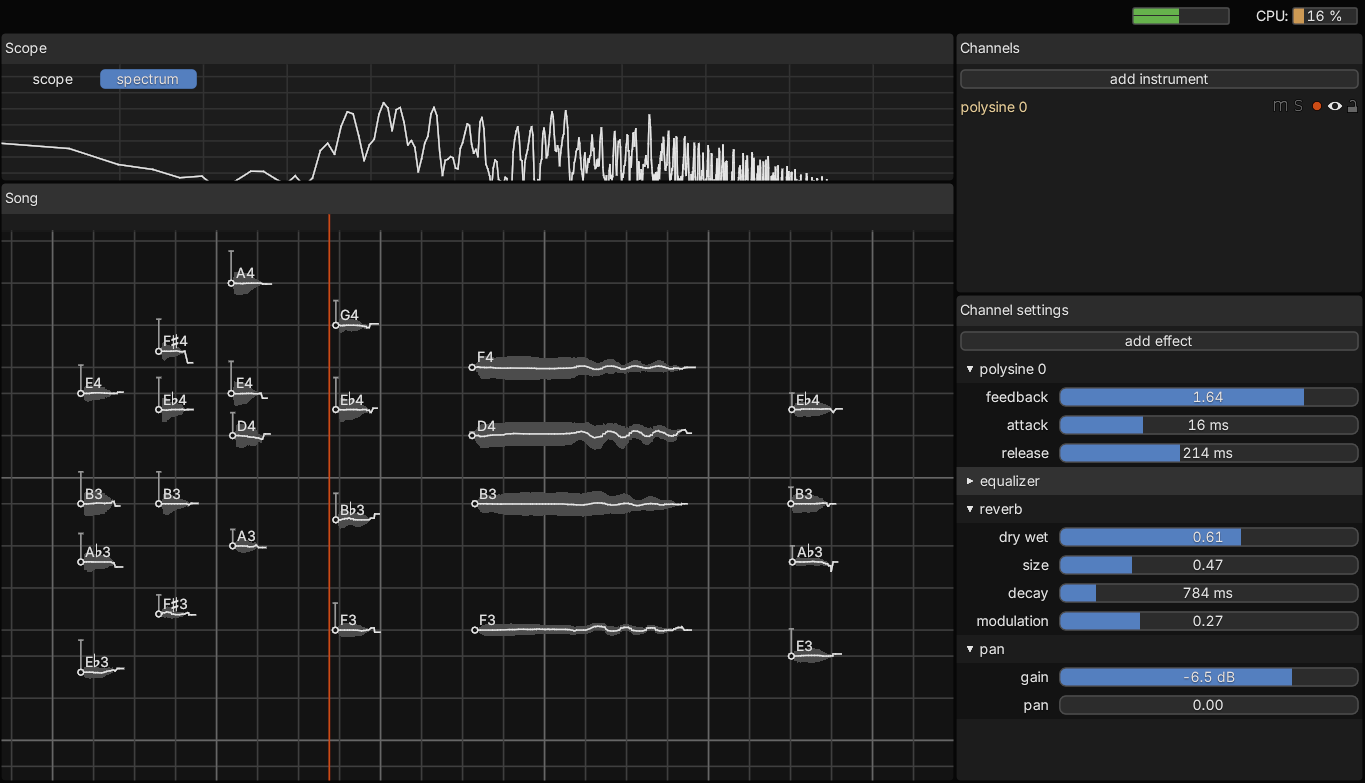 CPU: 16 %
Scope
scope spectrum
Song
A4
G4
F♯4
F4
E4 E4
E♭4 E♭4 E♭4
D4 D4
B3 B3 B3 B3
B♭3
A3
A♭3 A♭3
F♯3
F3 F3
E3
E♭3
Channels
add instrument
polysine 0 m S
Channel settings
add effect
polysine 0
feedback 1.64
attack 16 ms
release 214 ms
equalizer
reverb
dry wet 0.61
size 0.47
decay 784 ms
modulation 0.27
pan
gain -6.5 dB
pan 0.00